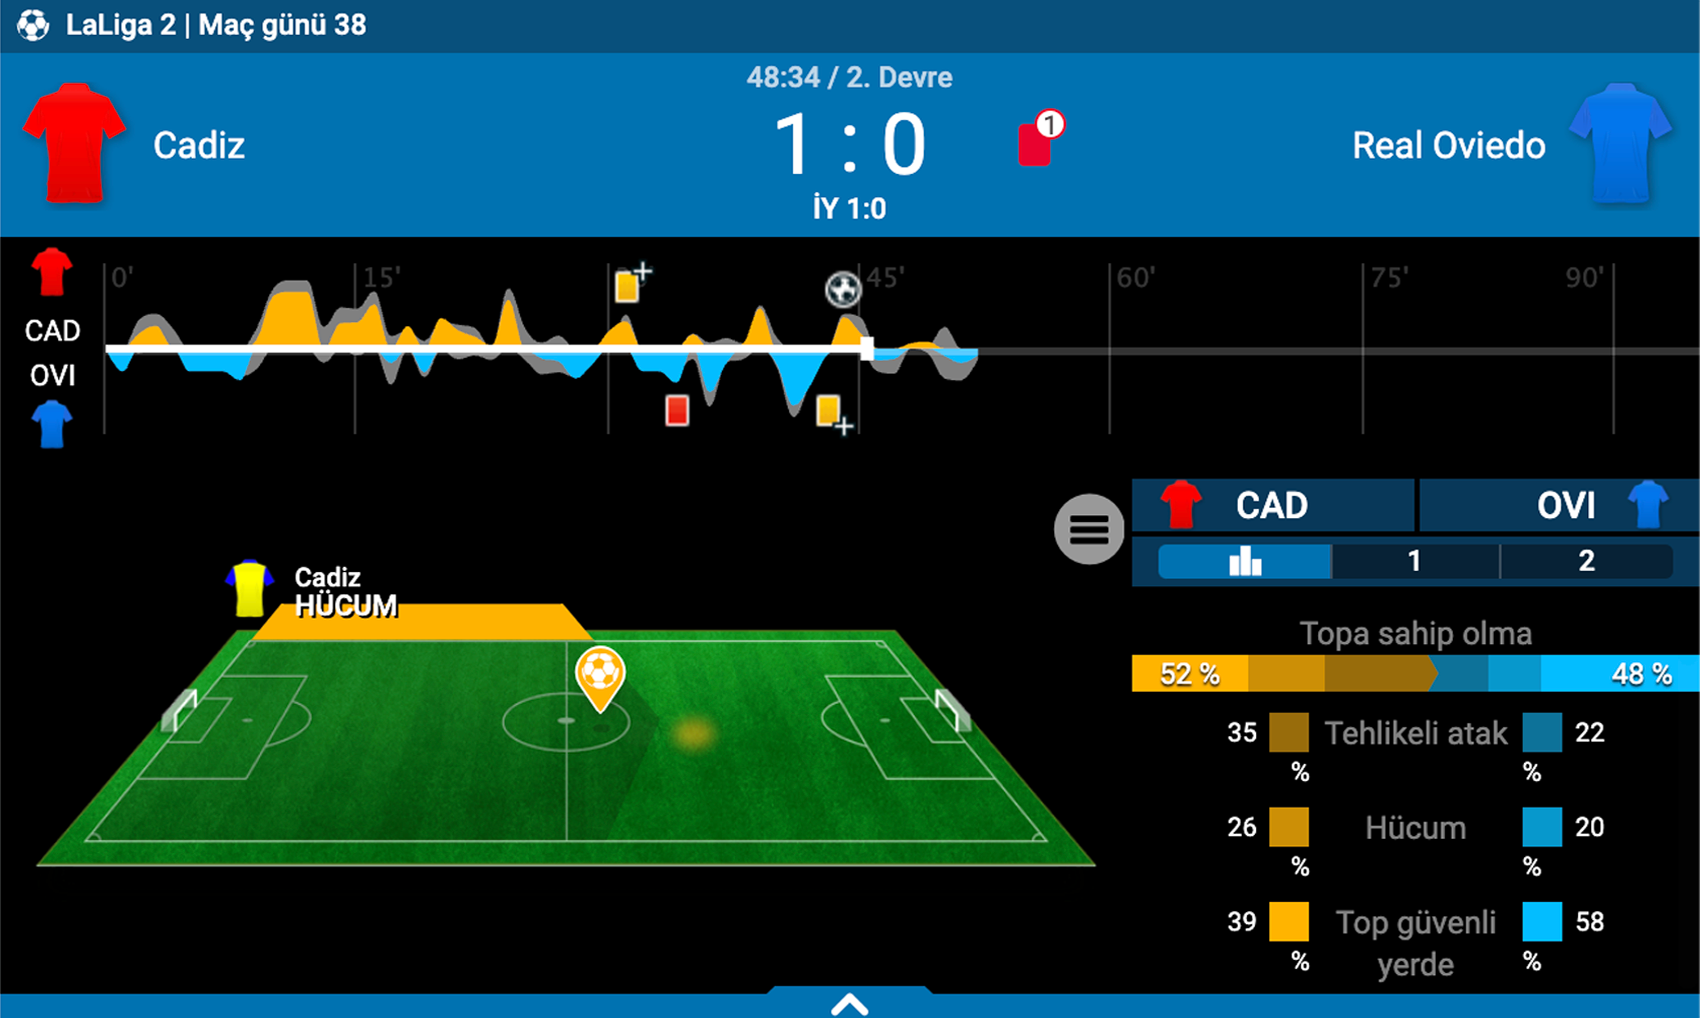 LaLiga 2 | Maç günü 38
48:34 / 2. Devre
Cadiz
1 : 0
1
Real Oviedo
İY 1:0
0'
15'
45'
60'
75'
90'
CAD
OVI
CAD
OVI
1
2
Cadiz
HÜCUM
Topa sahip olma
52 %
48 %
35 % Tehlikeli atak 22 %
26 % Hücum 20 %
39 % Top güvenli yerde 58 %